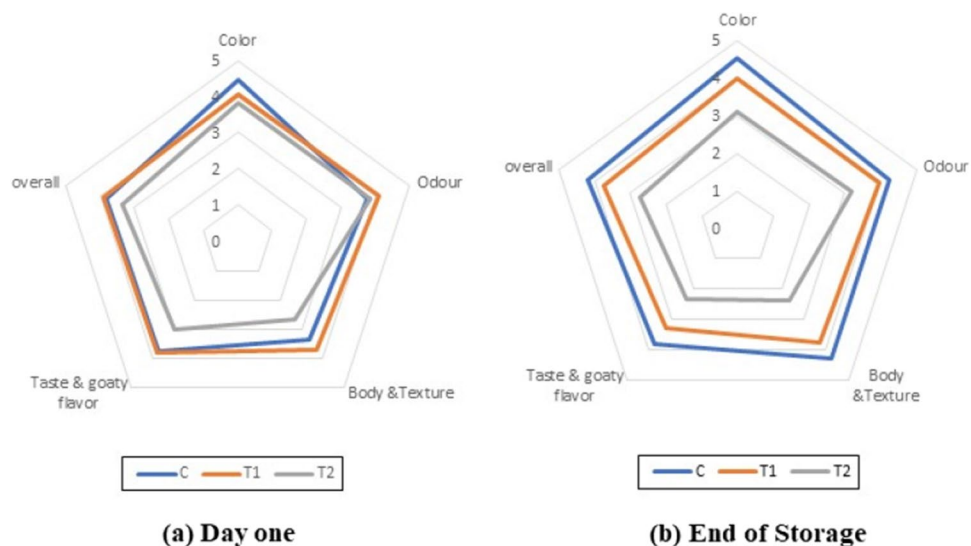 Color
5
4
3
2
1
0
Odour
Body &Texture
Taste & goaty
flavor
overall
C T1 T2
(a) Day one
Color
5
4
3
2
1
0
Odour
Body
&Texture
Taste & goaty
flavor
overall
C T1 T2
(b) End of Storage